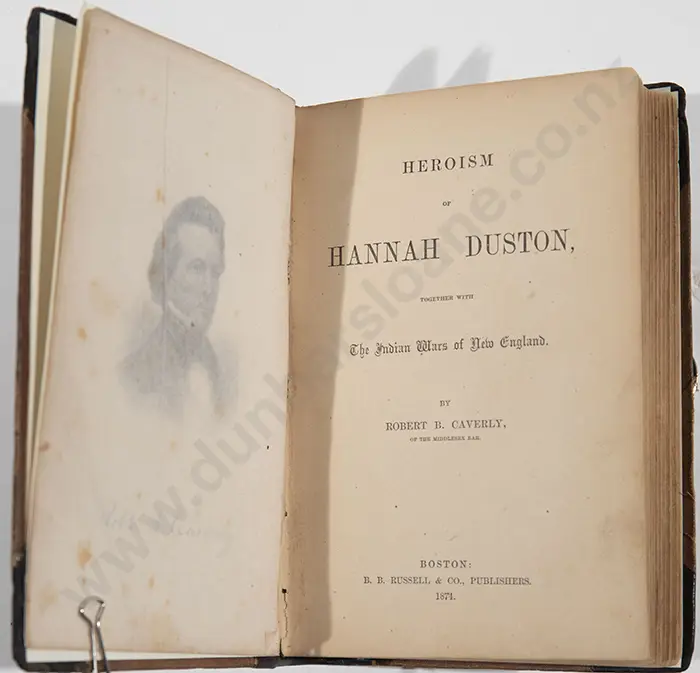 HEROISM
OF
HANNAH DUSTON,
TOGETHER WITH
The Indian Wars of New England.
BY
ROBERT B. CAVERLY,
OF THE MIDDLESEX BAR.
BOSTON:
B. B. RUSSELL & CO., PUBLISHERS.
1874.
www.dunbarsloane.co.nz